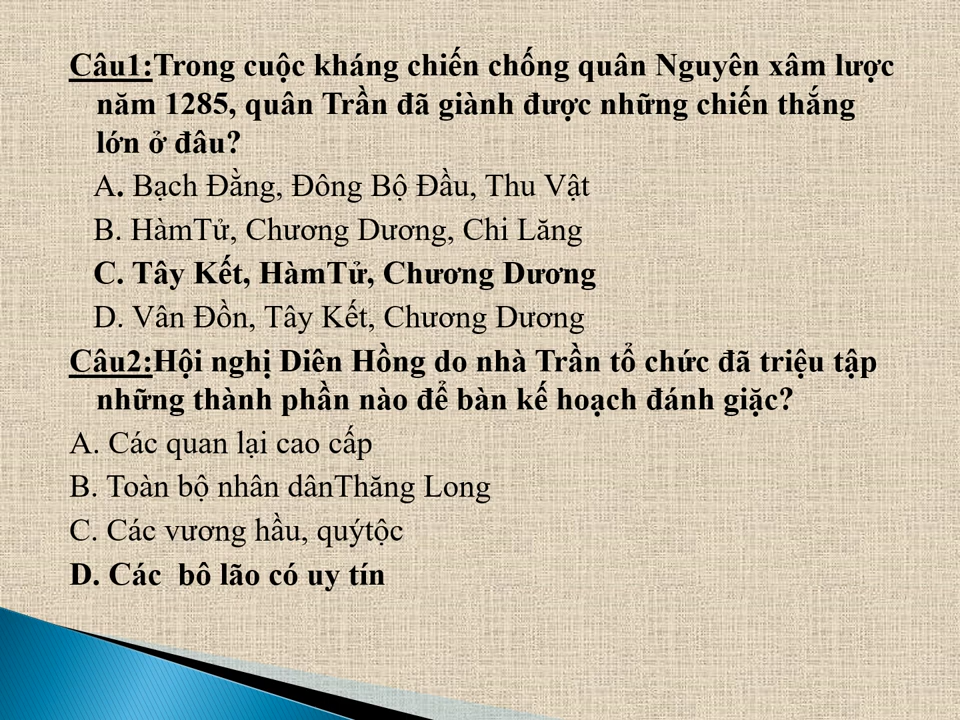 Câu1:Trong cuộc kháng chiến chống quân Nguyên xâm lược
năm 1285, quân Trần đã giành được những chiến thắng
lớn ở đâu?
A. Bạch Đằng, Đông Bộ Đầu, Thu Vật
B. HàmTử, Chương Dương, Chi Lăng
C. Tây Kết, HàmTử, Chương Dương
D. Vân Đồn, Tây Kết, Chương Dương
Câu2:Hội nghị Diên Hồng do nhà Trần tổ chức đã triệu tập
những thành phần nào để bàn kế hoạch đánh giặc?
A. Các quan lại cao cấp
B. Toàn bộ nhân dânThăng Long
C. Các vương hầu, quýtộc
D. Các  bô lão có uy tín